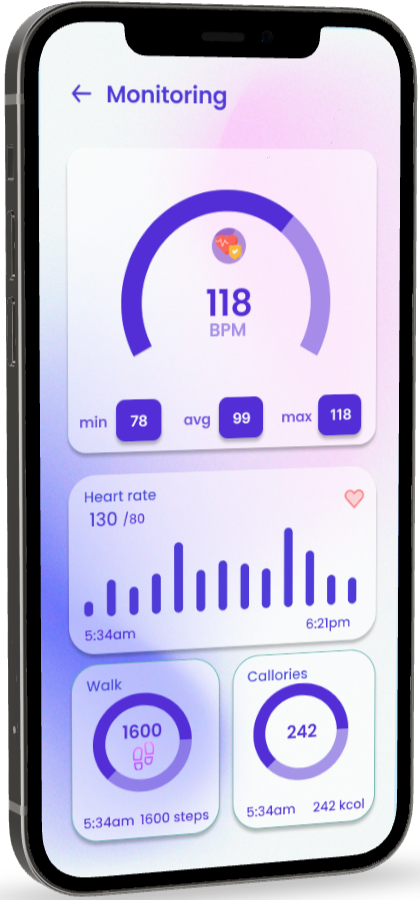 Monitoring
118
BPM
min 78 avg 99 max 118
Heart rate
130 /80
5:34am 6:21pm
Walk
1600
5:34am 1600 steps
Callories
242
5:34am 242 kcol